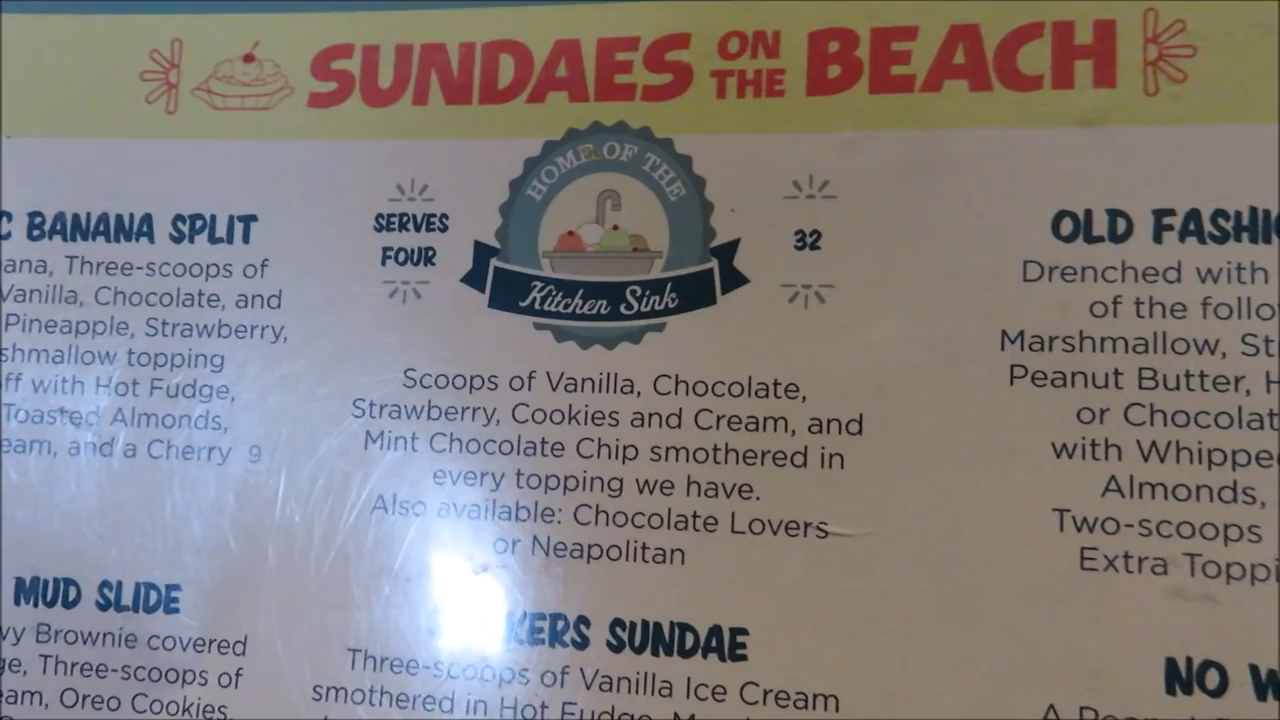 SUNDAES ON THE BEACH
HOME OF THE
Kitchen Sink
SERVES
FOUR
32
Scoops of Vanilla, Chocolate,
Strawberry, Cookies and Cream, and
Mint Chocolate Chip smothered in
every topping we have.
Also available: Chocolate Lovers
or Neapolitan
C BANANA SPLIT
ana, Three-scoops of
Vanilla, Chocolate, and
Pineapple, Strawberry,
shmallow topping
ff with Hot Fudge,
Toasted Almonds,
eam, and a Cherry 9
MUD SLIDE
vy Brownie covered
ge, Three-scoops of
eam, Oreo Cookies,
KERS SUNDAE
Three-scoops of Vanilla Ice Cream
smothered in Hot Fudge,
OLD FASHI
Drenched with
of the follo
Marshmallow, St
Peanut Butter, H
or Chocolat
with Whippe
Almonds,
Two-scoops
Extra Toppi
NO W